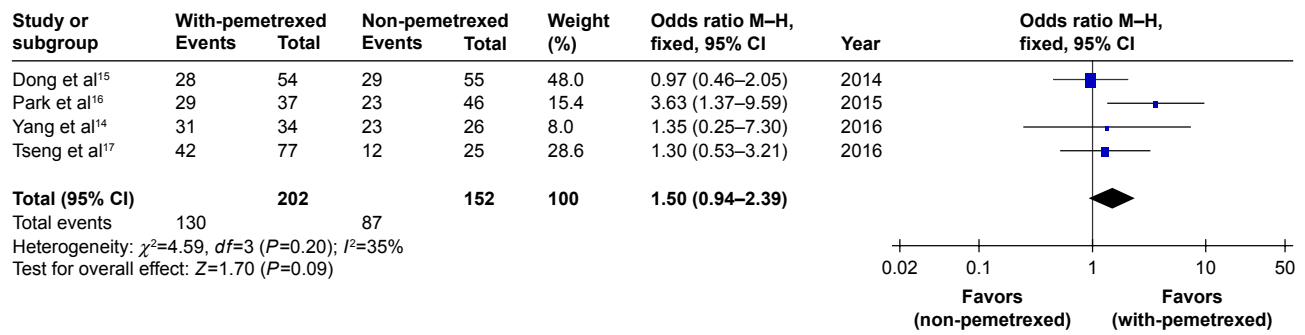 Study or subgroup With-pemetrexed Non-pemetrexed Weight (%) Odds ratio M–H, fixed, 95% CI Year Odds ratio M–H, fixed, 95% CI
Events Total Events Total
Dong et al¹⁵ 28 54 29 55 48.0 0.97 (0.46–2.05) 2014
Park et al¹⁶ 29 37 23 46 15.4 3.63 (1.37–9.59) 2015
Yang et al¹⁴ 31 34 23 26 8.0 1.35 (0.25–7.30) 2016
Tseng et al¹⁷ 42 77 12 25 28.6 1.30 (0.53–3.21) 2016
Total (95% CI) 202 152 100 1.50 (0.94–2.39)
Total events 130 87
Heterogeneity: χ²=4.59, df=3 (P=0.20); I²=35%
Test for overall effect: Z=1.70 (P=0.09)
0.02 0.1 1 10 50
Favors (non-pemetrexed) Favors (with-pemetrexed)